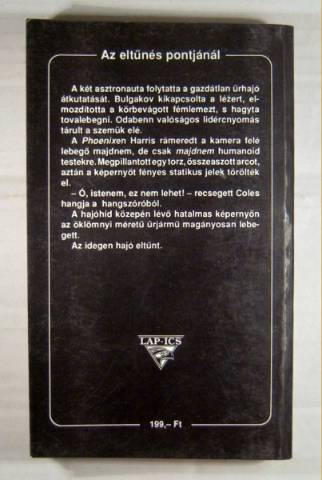 Az eltűnés pontjánál
A két asztronauta folytatta a gazdátlan űrhajó
átkutatását. Bulgakov kikapcsolta a lézert, el-
mozdította a körbevágott fémlemezt, s hagyta
tovalebegni. Odabenn valóságos lidércnyomás
tárult a szemük elé.
A Phoenixen Harris rámeredt a kamera felé
lebegő majdnem, de csak majdnem humanoid
testekre. Megpillantott egy torz, összeaszott arcot,
aztán a képernyőt fényes statikus jelek törölték
el.
– Ó, istenem, ez nem lehet! – recsegett Coles
hangja a hangszóróból.
A hajóhíd közepén lévő hatalmas képernyőn
az öklömnyi méretű űrjármű magányosan lebe-
gett.
Az idegen hajó eltűnt.
LAP-ICS
199,– Ft